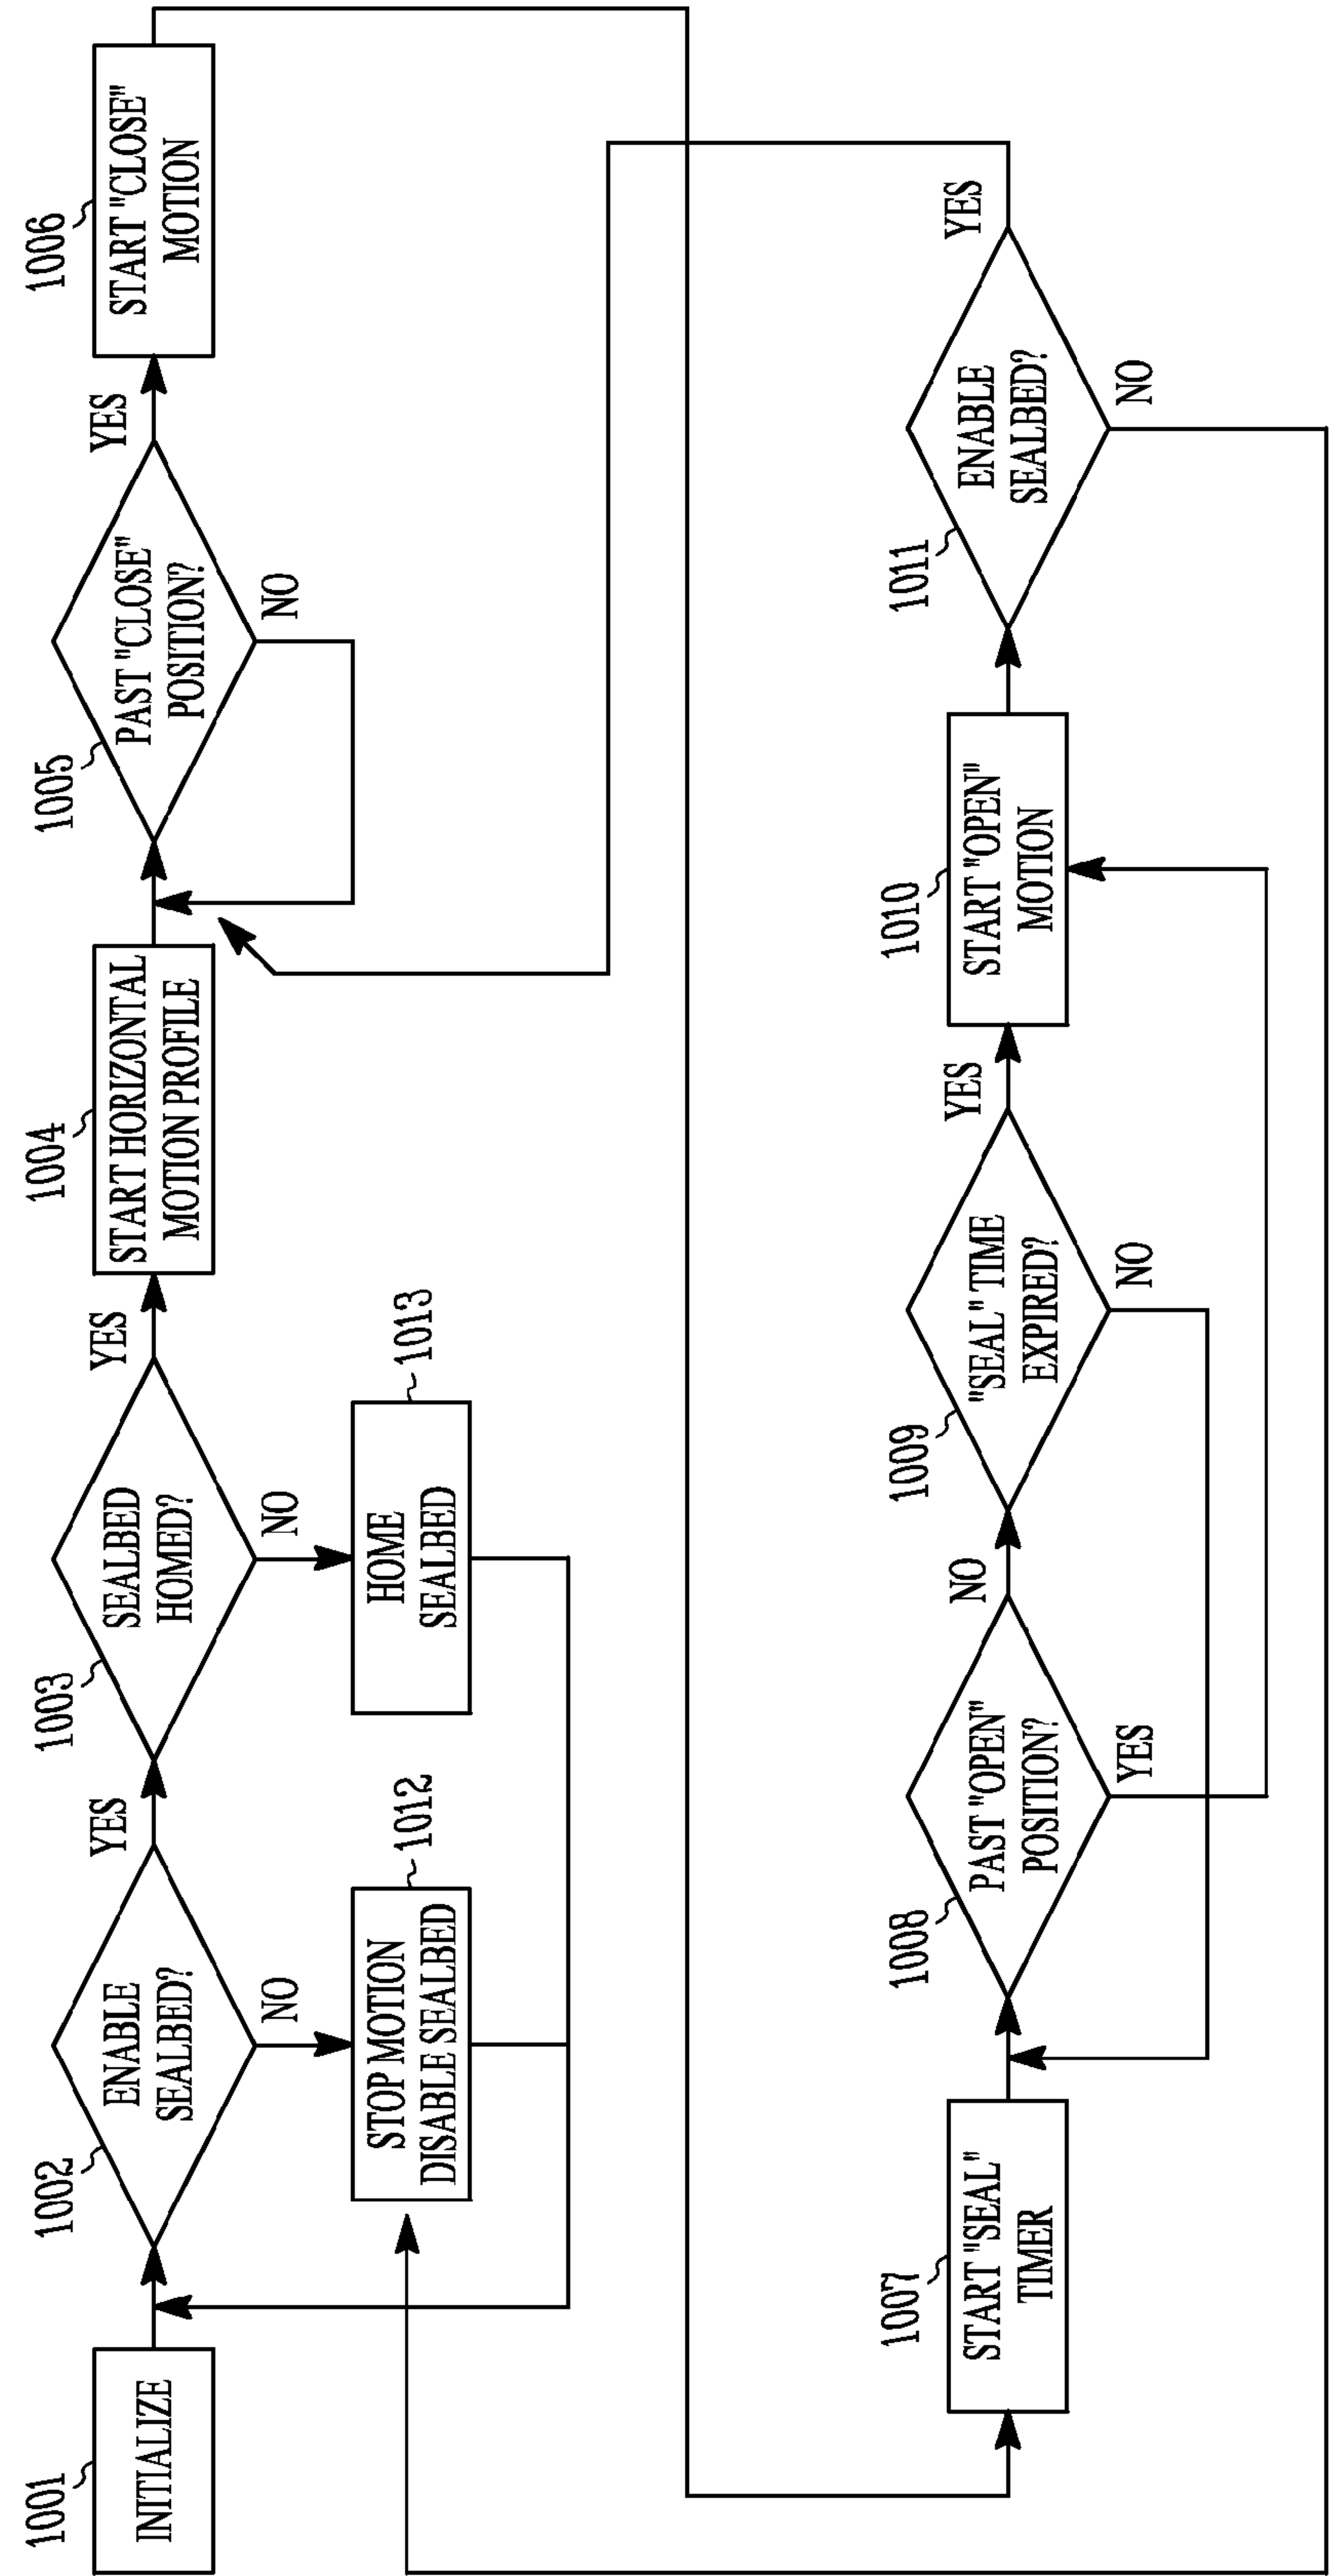 1001
INITIALIZE
1002
ENABLE
SEALBED?
YES
NO
1003
SEALBED
HOMED?
YES
NO
1004
START HORIZONTAL
MOTION PROFILE
1005
PAST "CLOSE"
POSITION?
YES
NO
1006
START "CLOSE"
MOTION
1012
STOP MOTION
DISABLE SEALBED
1013
HOME
SEALBED
1007
START "SEAL"
TIMER
1008
PAST "OPEN"
POSITION?
NO
YES
1009
"SEAL" TIME
EXPIRED?
YES
NO
1010
START "OPEN"
MOTION
1011
ENABLE
SEALBED?
YES
NO